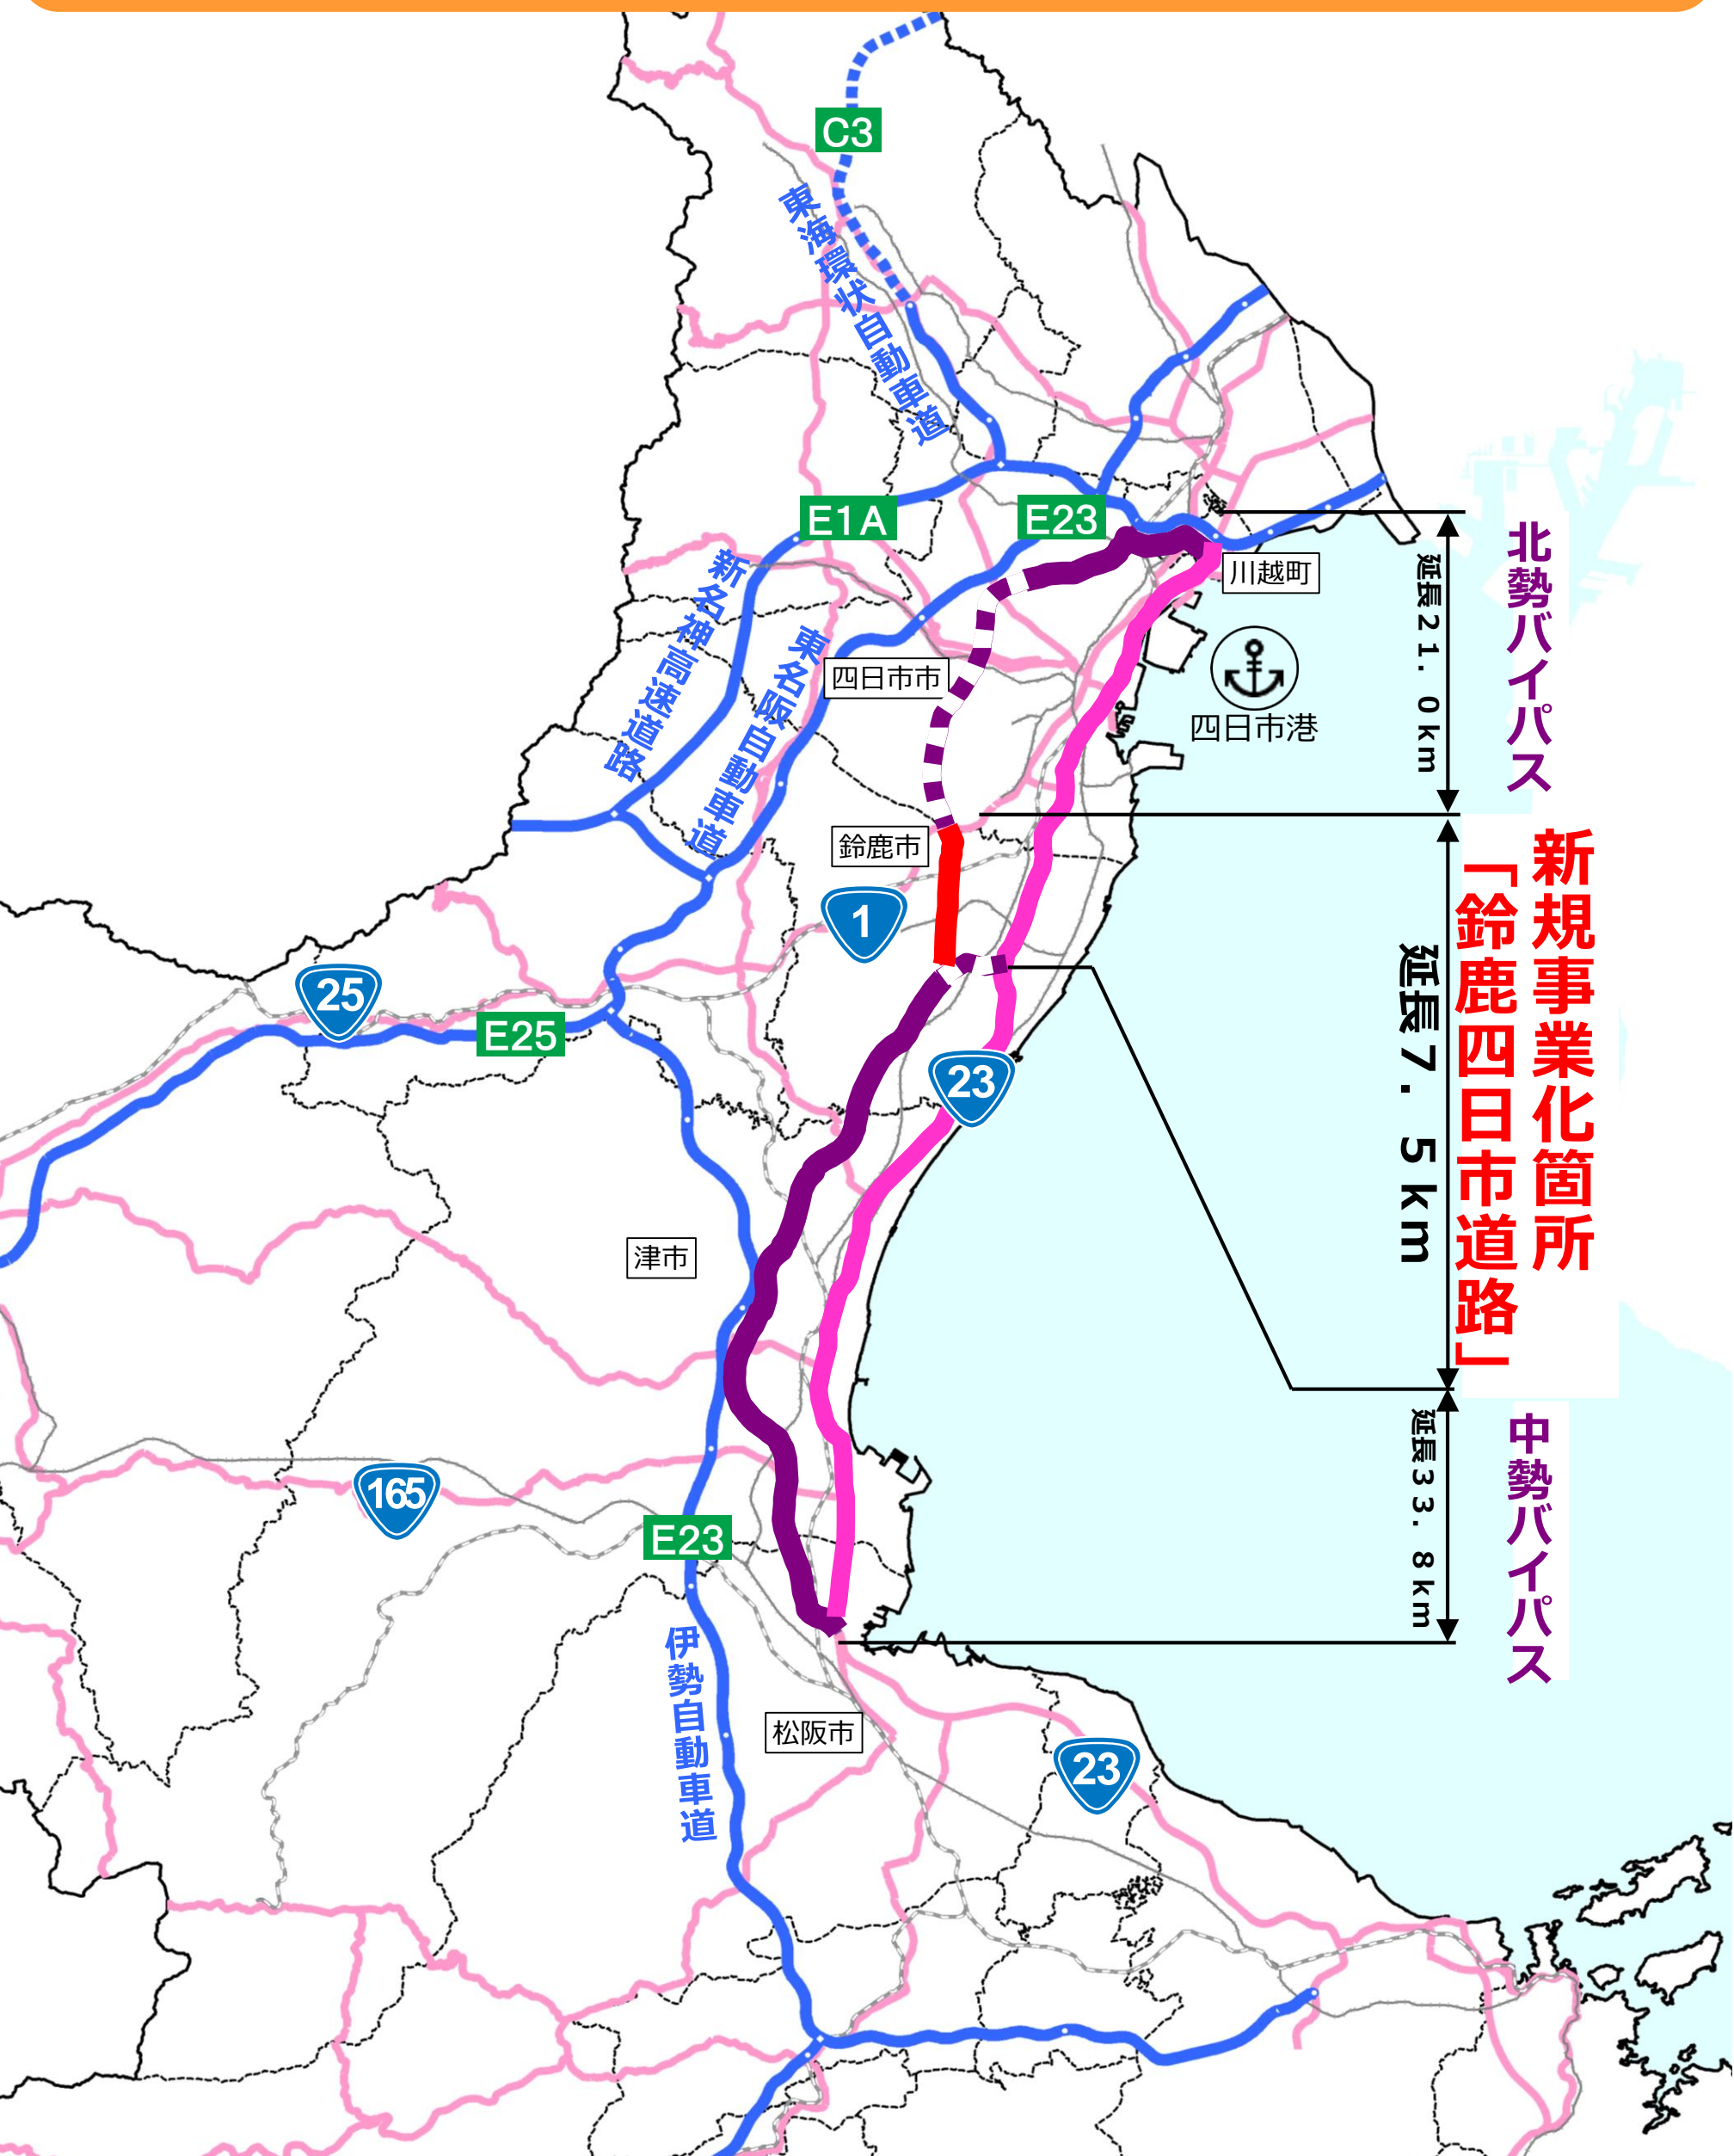 C3
東海環状自動車道
E1A
E23
北勢バイパス
延長21.0km
川越町
新名神高速道路
東名阪自動車道
四日市市
四日市港
鈴鹿市
新規事業化箇所
「鈴鹿四日市道路」
延長7.5km
1
25
E25
23
津市
中勢バイパス
延長33.8km
165
E23
伊勢自動車道
松阪市
23